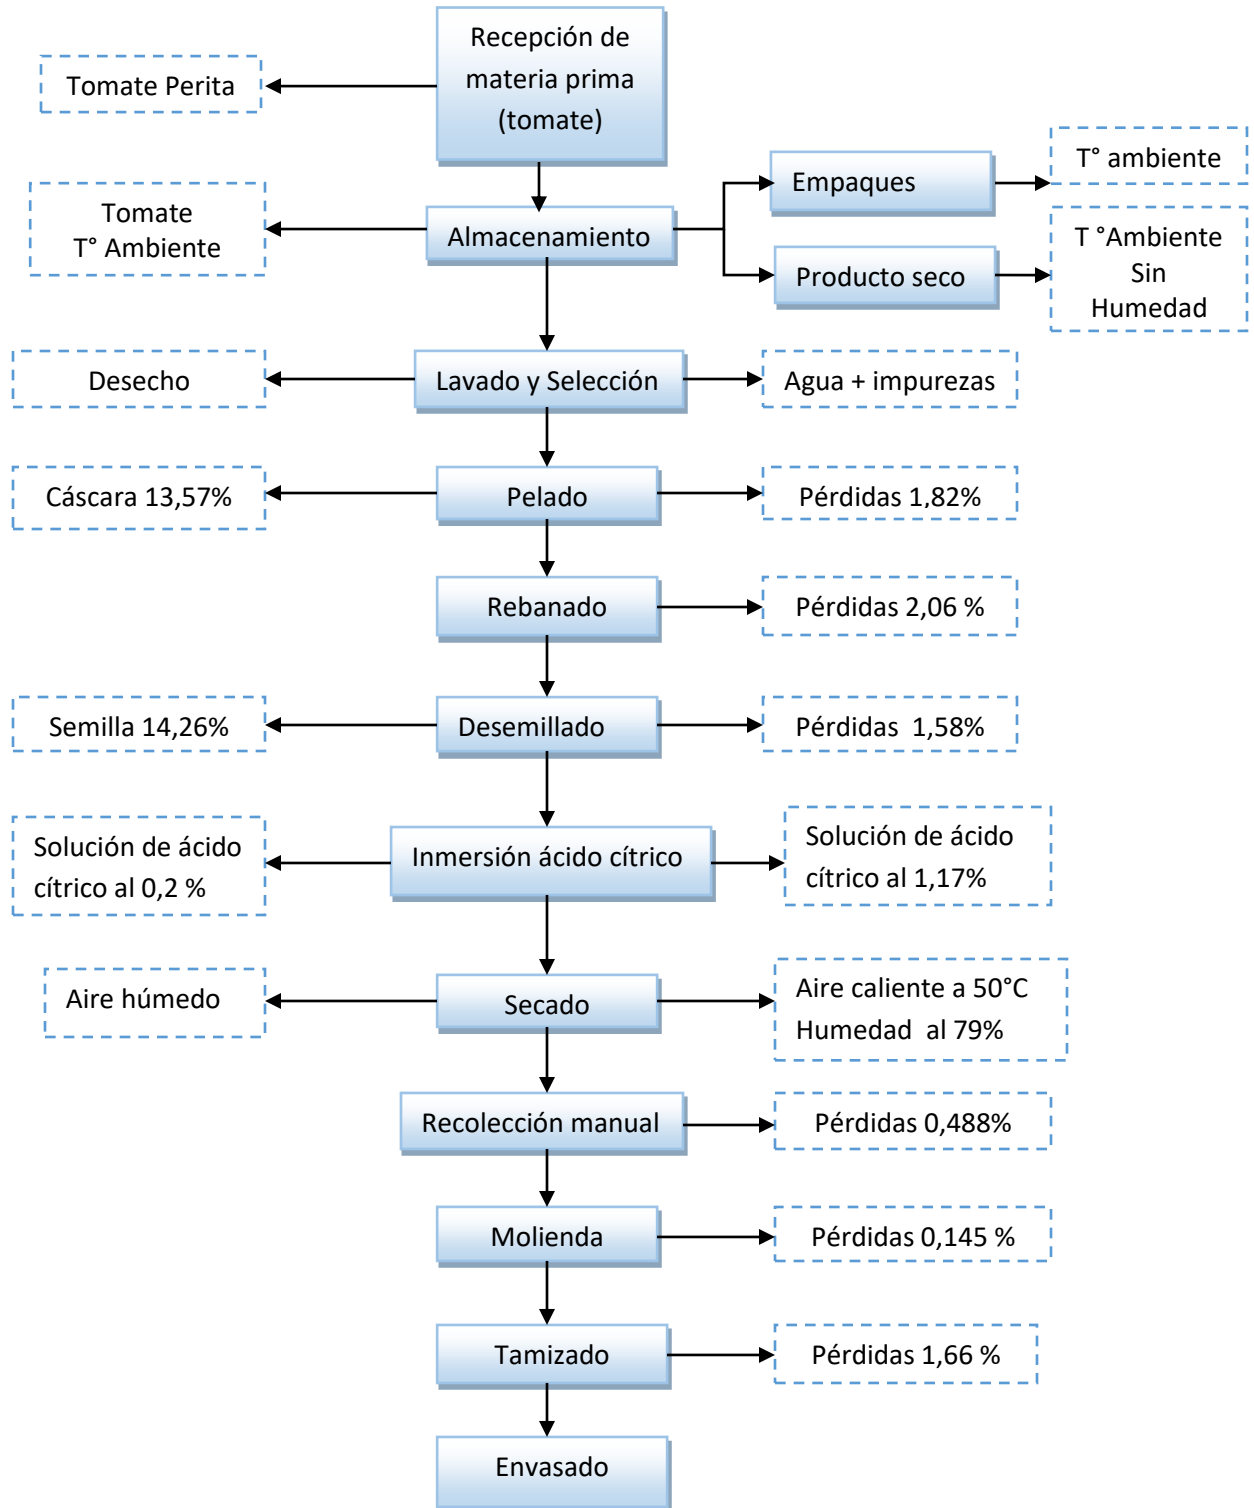 Recepción de
materia prima
(tomate)
Tomate Perita
T° ambiente
Empaques
Tomate
T° Ambiente
Almacenamiento
T °Ambiente
Sin
Humedad
Producto seco
Desecho
Lavado y Selección
Agua + impurezas
Cáscara 13,57%
Pelado
Pérdidas 1,82%
Rebanado
Pérdidas 2,06 %
Semilla 14,26%
Desemillado
Pérdidas  1,58%
Solución de ácido
cítrico al 0,2 %
Inmersión ácido cítrico
Solución de ácido
cítrico al 1,17%
Aire húmedo
Secado
Aire caliente a 50°C
Humedad  al 79%
Recolección manual
Pérdidas 0,488%
Molienda
Pérdidas 0,145 %
Tamizado
Pérdidas 1,66 %
Envasado